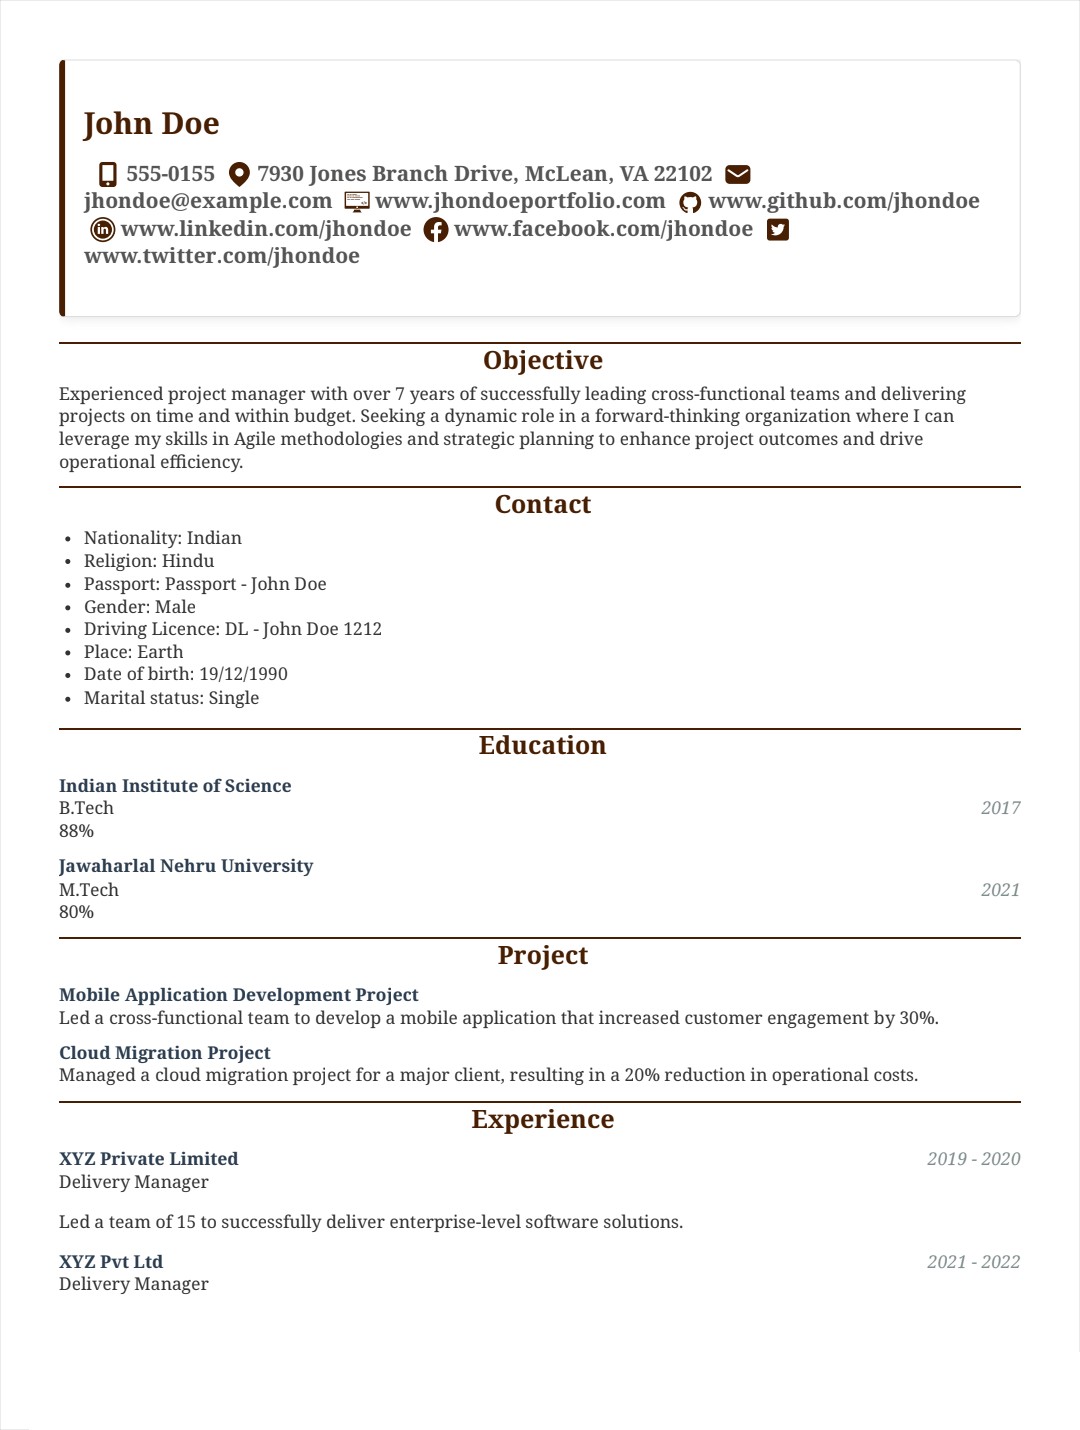 John Doe
555-0155 7930 Jones Branch Drive, McLean, VA 22102
jhondoe@example.com www.jhondoeportfolio.com www.github.com/jhondoe
www.linkedin.com/jhondoe www.facebook.com/jhondoe
www.twitter.com/jhondoe
Objective
Experienced project manager with over 7 years of successfully leading cross-functional teams and delivering
projects on time and within budget. Seeking a dynamic role in a forward-thinking organization where I can
leverage my skills in Agile methodologies and strategic planning to enhance project outcomes and drive
operational efficiency.
Contact
• Nationality: Indian
• Religion: Hindu
• Passport: Passport - John Doe
• Gender: Male
• Driving Licence: DL - John Doe 1212
• Place: Earth
• Date of birth: 19/12/1990
• Marital status: Single
Education
Indian Institute of Science
B.Tech 2017
88%
Jawaharlal Nehru University
M.Tech 2021
80%
Project
Mobile Application Development Project
Led a cross-functional team to develop a mobile application that increased customer engagement by 30%.
Cloud Migration Project
Managed a cloud migration project for a major client, resulting in a 20% reduction in operational costs.
Experience
XYZ Private Limited 2019 - 2020
Delivery Manager
Led a team of 15 to successfully deliver enterprise-level software solutions.
XYZ Pvt Ltd 2021 - 2022
Delivery Manager